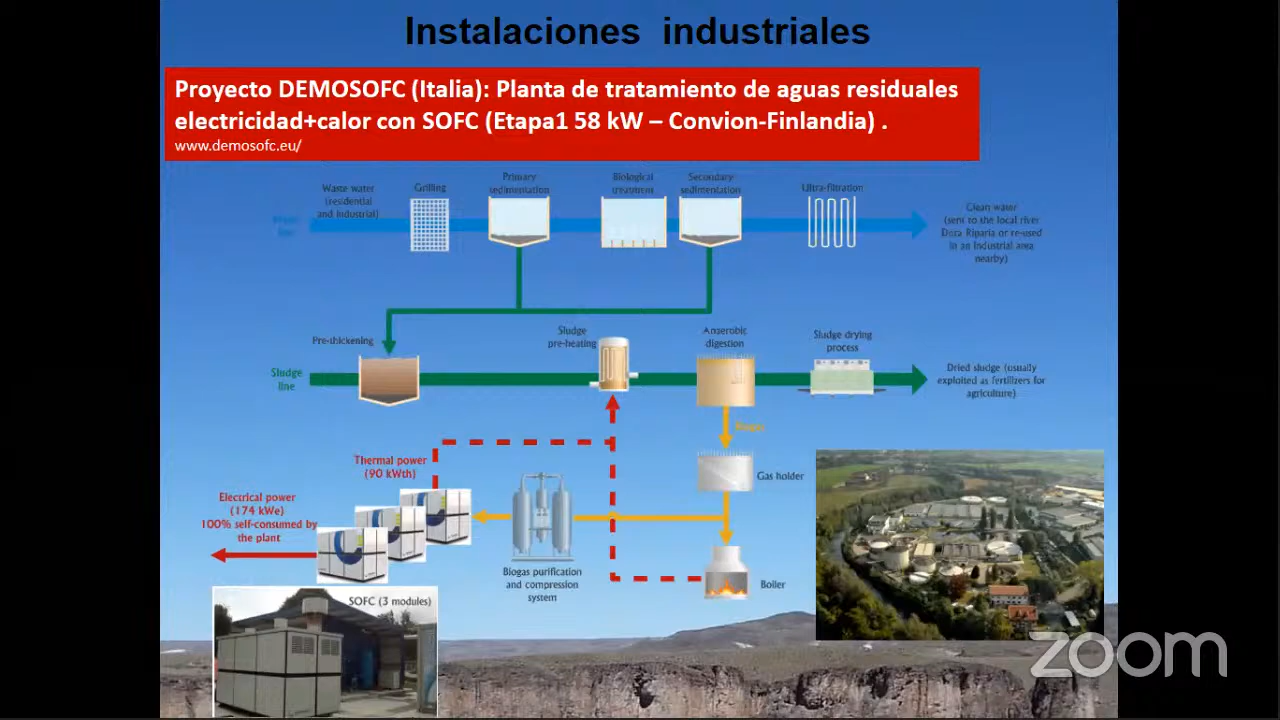 Instalaciones industriales
Proyecto DEMOSOFC (Italia): Planta de tratamiento de aguas residuales
electricidad+calor con SOFC (Etapa1 58 kW – Convion-Finlandia) .
www.demosofc.eu/
Waste water
(residential
and industrial)
Grilling
Primary
sedimentation
Biological
treatment
Secondary
sedimentation
Ultra-filtration
Clean water
(sent to the local river
Dora Riparia or re-used
in an industrial area
nearby)
line
Pre-thickening
Sludge
pre-heating
Anaerobic
digestion
Sludge drying
process
Sludge
line
Dried sludge (usually
exploited as fertilizers for
agriculture)
Thermal power
(90 kWth)
Gas holder
Electrical power
(174 kWe)
100% self-consumed by
the plant
Biogas purification
and compression
system
Boiler
SOFC (3 modules)
zoom